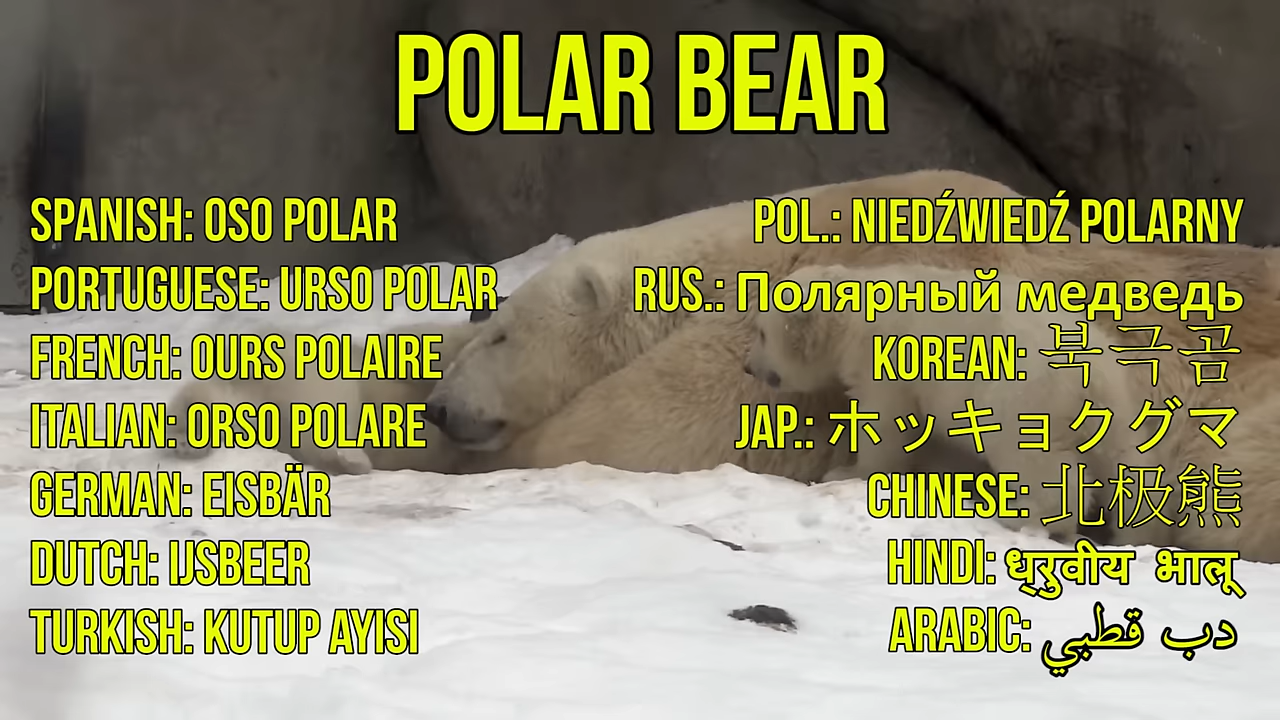 POLAR BEAR
SPANISH: OSO POLAR
PORTUGUESE: URSO POLAR
FRENCH: OURS POLAIRE
ITALIAN: ORSO POLARE
GERMAN: EISBÄR
DUTCH: IJSBEER
TURKISH: KUTUP AYISI
POL.: NIEDŹWIEDŹ POLARNY
RUS.: Полярный медведь
KOREAN: 북극곰
JAP.: ホッキョクグマ
CHINESE: 北极熊
HINDI: ध्रुवीय भालू
ARABIC: دب قطبي